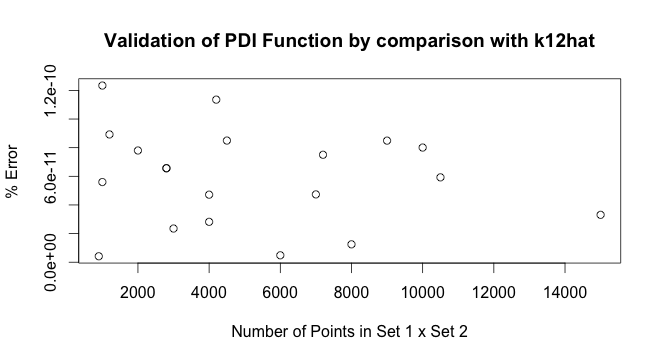 Validation of PDI Function by comparison with k12hat
% Error
1.2e-10
6.0e-11
0.0e+00
2000 4000 6000 8000 10000 12000 14000
Number of Points in Set 1 x Set 2